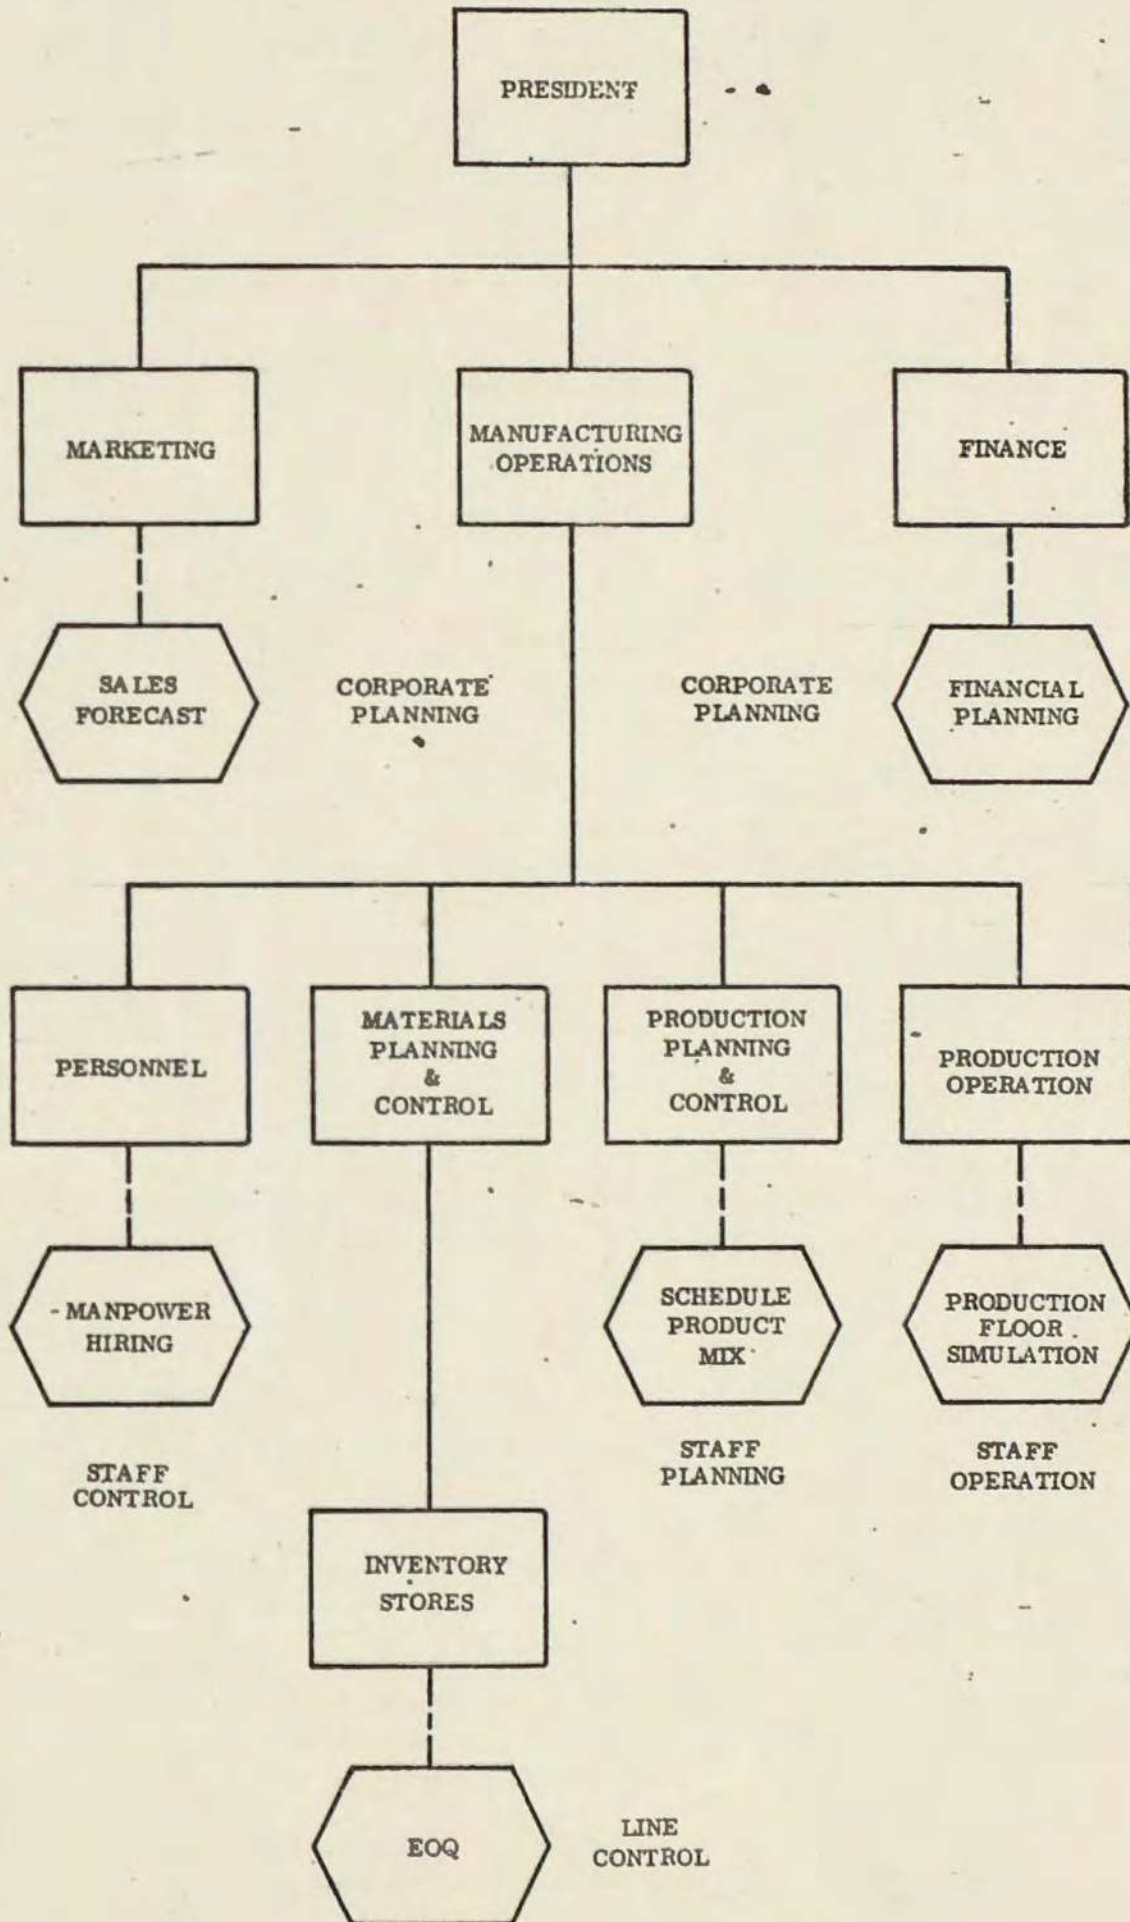 PRESIDENT
MARKETING
MANUFACTURING
OPERATIONS
FINANCE
SALES
FORECAST
CORPORATE
PLANNING
CORPORATE
PLANNING
FINANCIAL
PLANNING
PERSONNEL
MATERIALS
PLANNING
&
CONTROL
PRODUCTION
PLANNING
&
CONTROL
PRODUCTION
OPERATION
MANPOWER
HIRING
SCHEDULE
PRODUCT
MIX
PRODUCTION
FLOOR
SIMULATION
STAFF
CONTROL
STAFF
PLANNING
STAFF
OPERATION
INVENTORY
STORES
EOQ
LINE
CONTROL